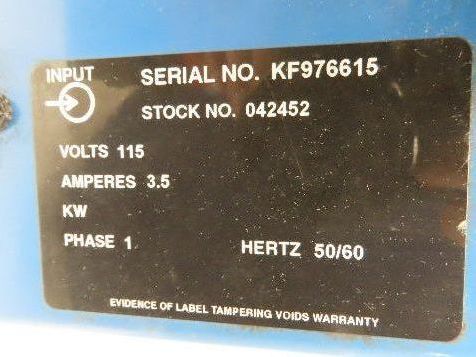 INPUT
SERIAL NO. KF976615
STOCK NO. 042452
VOLTS 115
AMPERES 3.5
KW
PHASE 1 HERTZ 50/60
EVIDENCE OF LABEL TAMPERING VOIDS WARRANTY